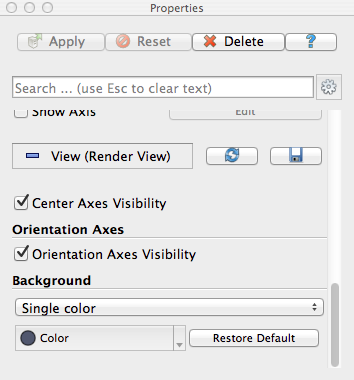 Properties
Apply Reset Delete ?
Search ... (use Esc to clear text)
Show Axis Edit
View (Render View)
Center Axes Visibility
Orientation Axes
Orientation Axes Visibility
Background
Single color
Color Restore Default